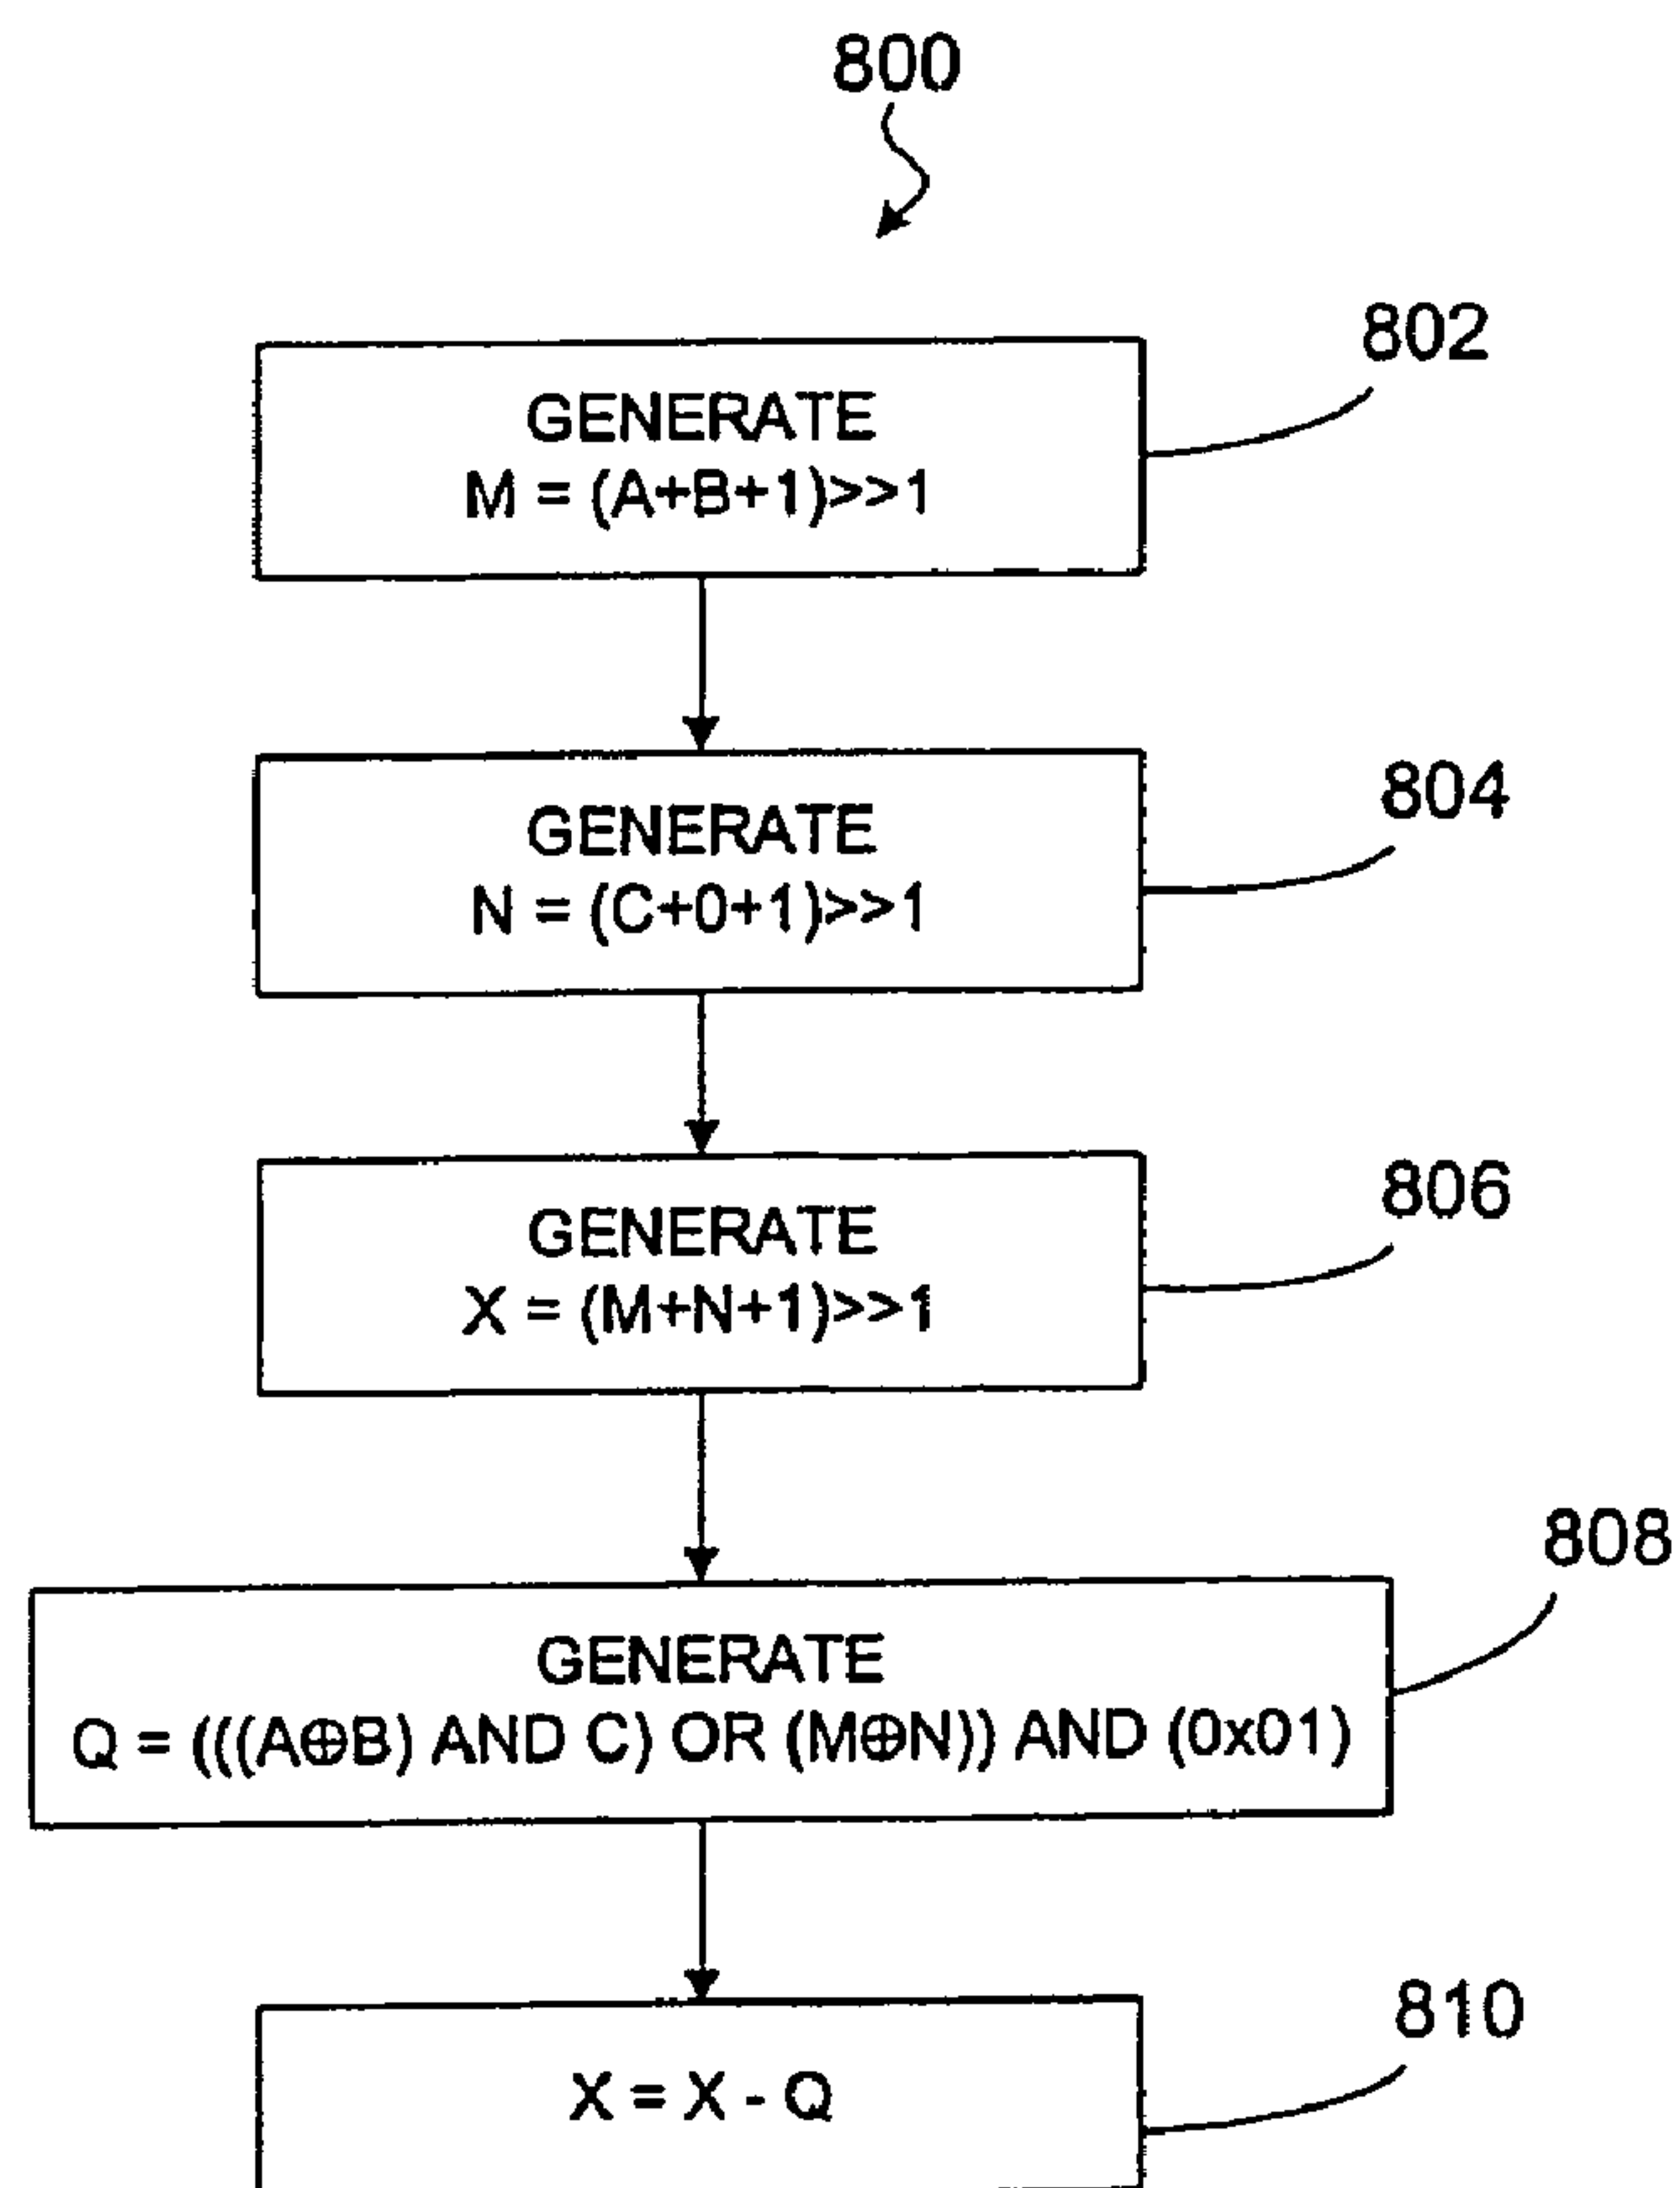 800
802
GENERATE
M = (A+B+1)>>1
804
GENERATE
N = (C+0+1)>>1
806
GENERATE
X = (M+N+1)>>1
808
GENERATE
Q = (((A⊕B) AND C) OR (M⊕N)) AND (0x01)
810
X = X - Q